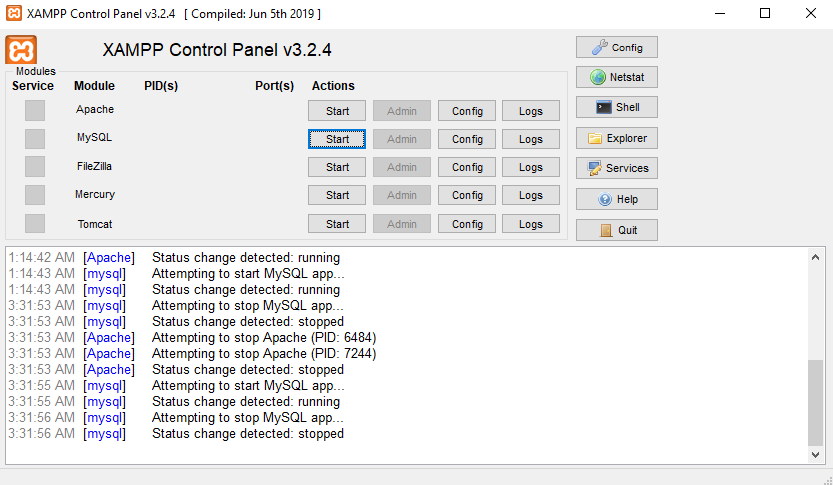 XAMPP Control Panel v3.2.4 [ Compiled: Jun 5th 2019 ]
XAMPP Control Panel v3.2.4
Config
Modules
Service Module PID(s) Port(s) Actions
Netstat
Apache Start Admin Config Logs
Shell
MySQL Start Admin Config Logs
Explorer
FileZilla Start Admin Config Logs
Services
Mercury Start Admin Config Logs
Help
Tomcat Start Admin Config Logs
Quit
1:14:42 AM [Apache] Status change detected: running
1:14:43 AM [mysql] Attempting to start MySQL app...
1:14:43 AM [mysql] Status change detected: running
3:31:53 AM [mysql] Attempting to stop MySQL app...
3:31:53 AM [mysql] Status change detected: stopped
3:31:53 AM [Apache] Attempting to stop Apache (PID: 6484)
3:31:53 AM [Apache] Attempting to stop Apache (PID: 7244)
3:31:53 AM [Apache] Status change detected: stopped
3:31:55 AM [mysql] Attempting to start MySQL app...
3:31:55 AM [mysql] Status change detected: running
3:31:56 AM [mysql] Attempting to stop MySQL app...
3:31:56 AM [mysql] Status change detected: stopped